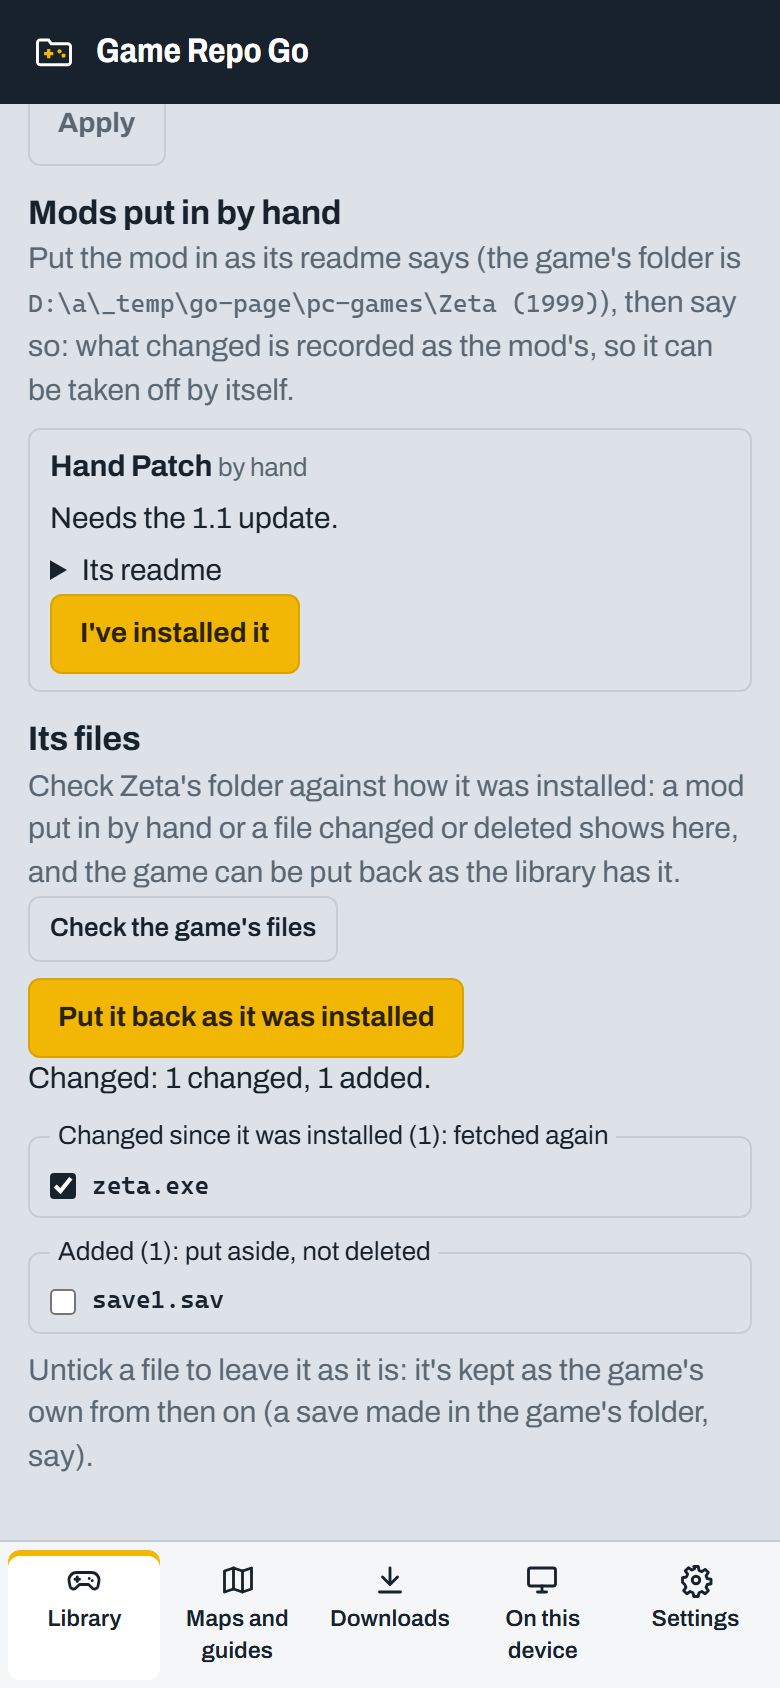 Game Repo Go
Apply
Mods put in by hand
Put the mod in as its readme says (the game's folder is
D:\a\_temp\go-page\pc-games\Zeta (1999)), then say
so: what changed is recorded as the mod's, so it can
be taken off by itself.
Hand Patch by hand
Needs the 1.1 update.
Its readme
I've installed it
Its files
Check Zeta's folder against how it was installed: a mod
put in by hand or a file changed or deleted shows here,
and the game can be put back as the library has it.
Check the game's files
Put it back as it was installed
Changed: 1 changed, 1 added.
Changed since it was installed (1): fetched again
zeta.exe
Added (1): put aside, not deleted
save1.sav
Untick a file to leave it as it is: it's kept as the game's
own from then on (a save made in the game's folder,
say).
Library
Maps and
guides
Downloads
On this
device
Settings